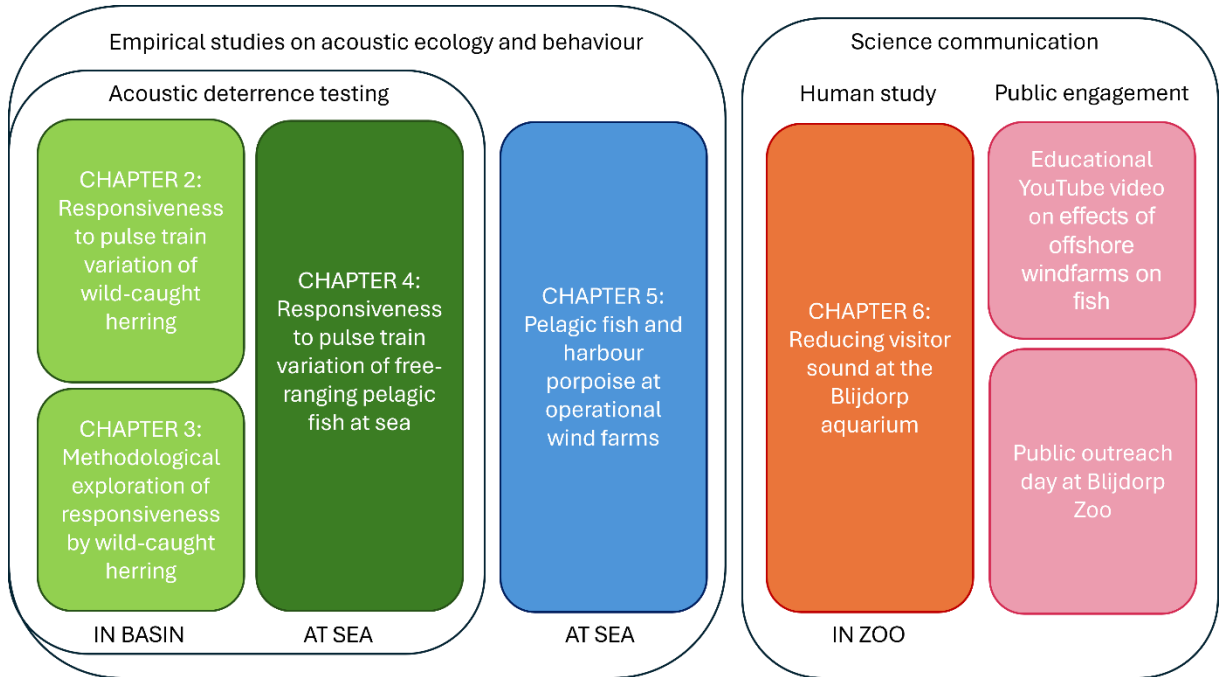 Empirical studies on acoustic ecology and behaviour
Acoustic deterrence testing
CHAPTER 2:
Responsiveness
to pulse train
variation of
wild-caught
herring
CHAPTER 3:
Methodological
exploration of
responsiveness
by wild-caught
herring
IN BASIN
CHAPTER 4:
Responsiveness
to pulse train
variation of free-
ranging pelagic
fish at sea
AT SEA
CHAPTER 5:
Pelagic fish and
harbour
porpoise at
operational
wind farms
AT SEA
Science communication
Human study
CHAPTER 6:
Reducing visitor
sound at the
Blijdorp
aquarium
IN ZOO
Public engagement
Educational
YouTube video
on effects of
offshore
windfarms on
fish
Public outreach
day at Blijdorp
Zoo